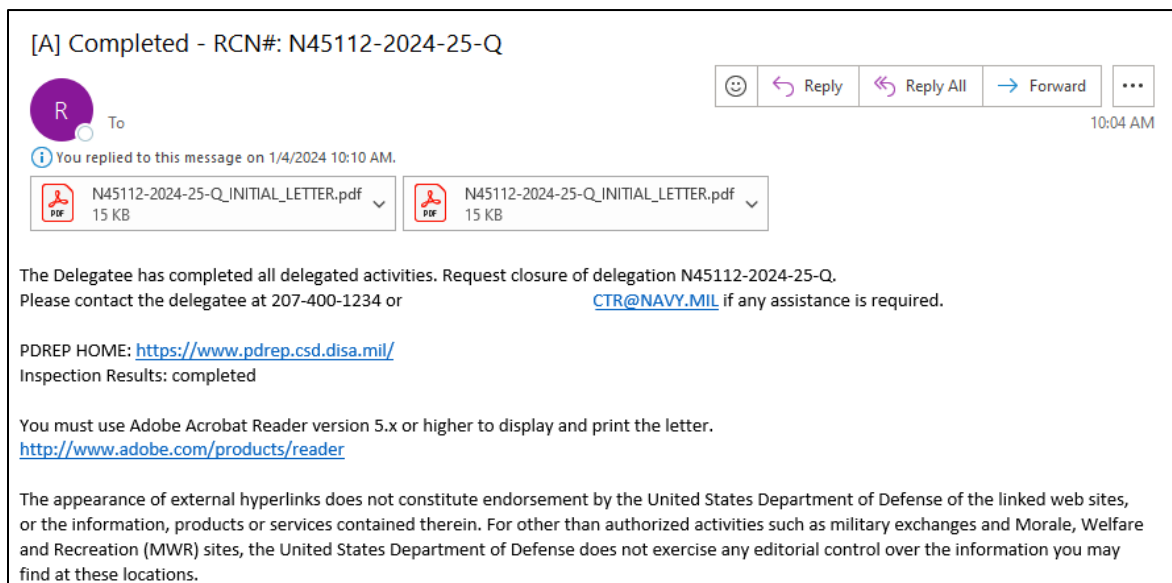 [A] Completed - RCN#: N45112-2024-25-Q
Reply
Reply All
Forward
R
To
10:04 AM
You replied to this message on 1/4/2024 10:10 AM.
PDF
N45112-2024-25-Q_INITIAL_LETTER.pdf
15 KB
PDF
N45112-2024-25-Q_INITIAL_LETTER.pdf
15 KB
The Delegatee has completed all delegated activities. Request closure of delegation N45112-2024-25-Q.
Please contact the delegatee at 207-400-1234 or CTR@NAVY.MIL if any assistance is required.
PDREP HOME: https://www.pdrep.csd.disa.mil/
Inspection Results: completed
You must use Adobe Acrobat Reader version 5.x or higher to display and print the letter.
http://www.adobe.com/products/reader
The appearance of external hyperlinks does not constitute endorsement by the United States Department of Defense of the linked web sites,
or the information, products or services contained therein. For other than authorized activities such as military exchanges and Morale, Welfare
and Recreation (MWR) sites, the United States Department of Defense does not exercise any editorial control over the information you may
find at these locations.